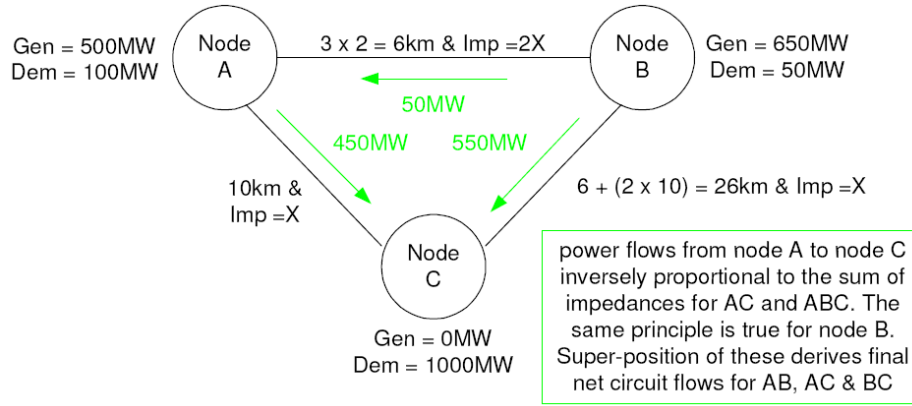 Gen = 500MW
Dem = 100MW
Node
A
3 x 2 = 6km & Imp =2X
Node
B
Gen = 650MW
Dem = 50MW
50MW
450MW
550MW
10km &
Imp =X
6 + (2 x 10) = 26km & Imp =X
Node
C
Gen = 0MW
Dem = 1000MW
power flows from node A to node C
inversely proportional to the sum of
impedances for AC and ABC. The
same principle is true for node B.
Super-position of these derives final
net circuit flows for AB, AC & BC